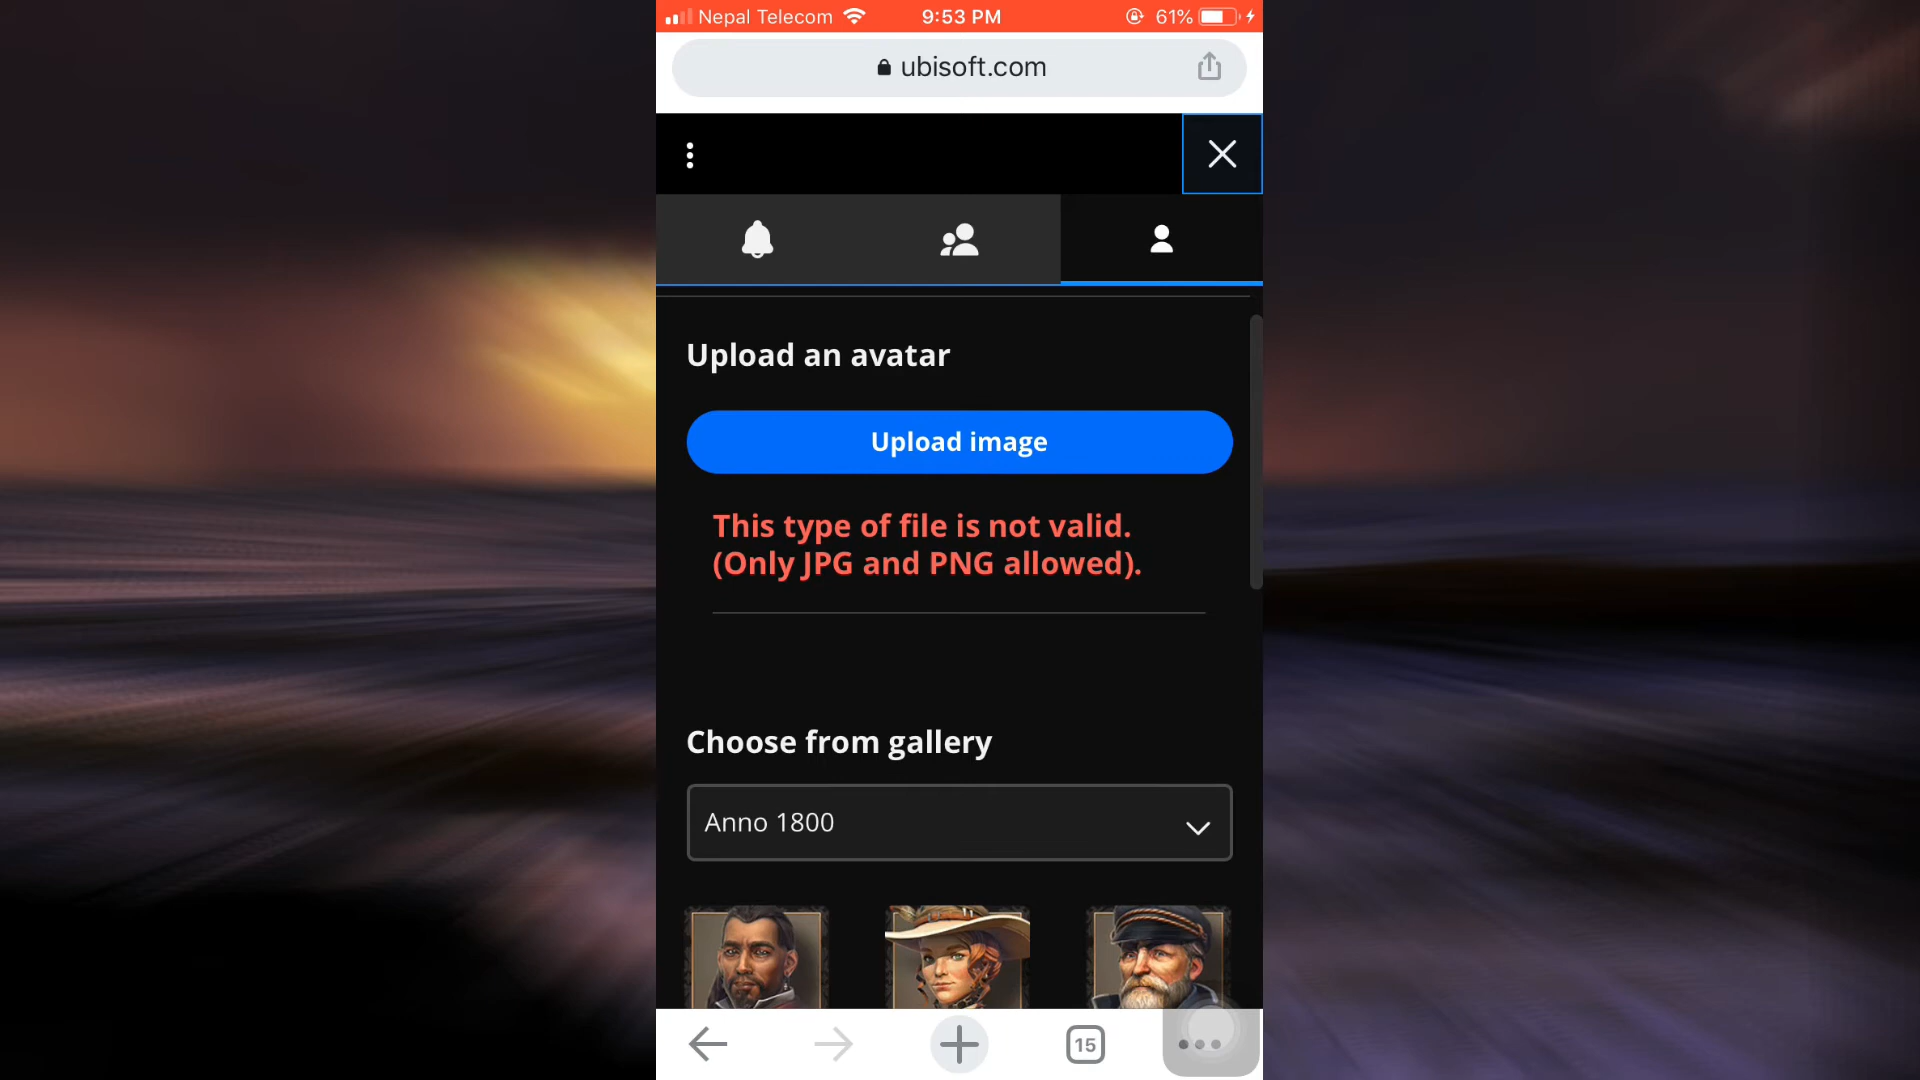 Nepal Telecom 9:53 PM 61%
ubisoft.com
Upload an avatar
Upload image
This type of file is not valid.
(Only JPG and PNG allowed).
Choose from gallery
Anno 1800
15